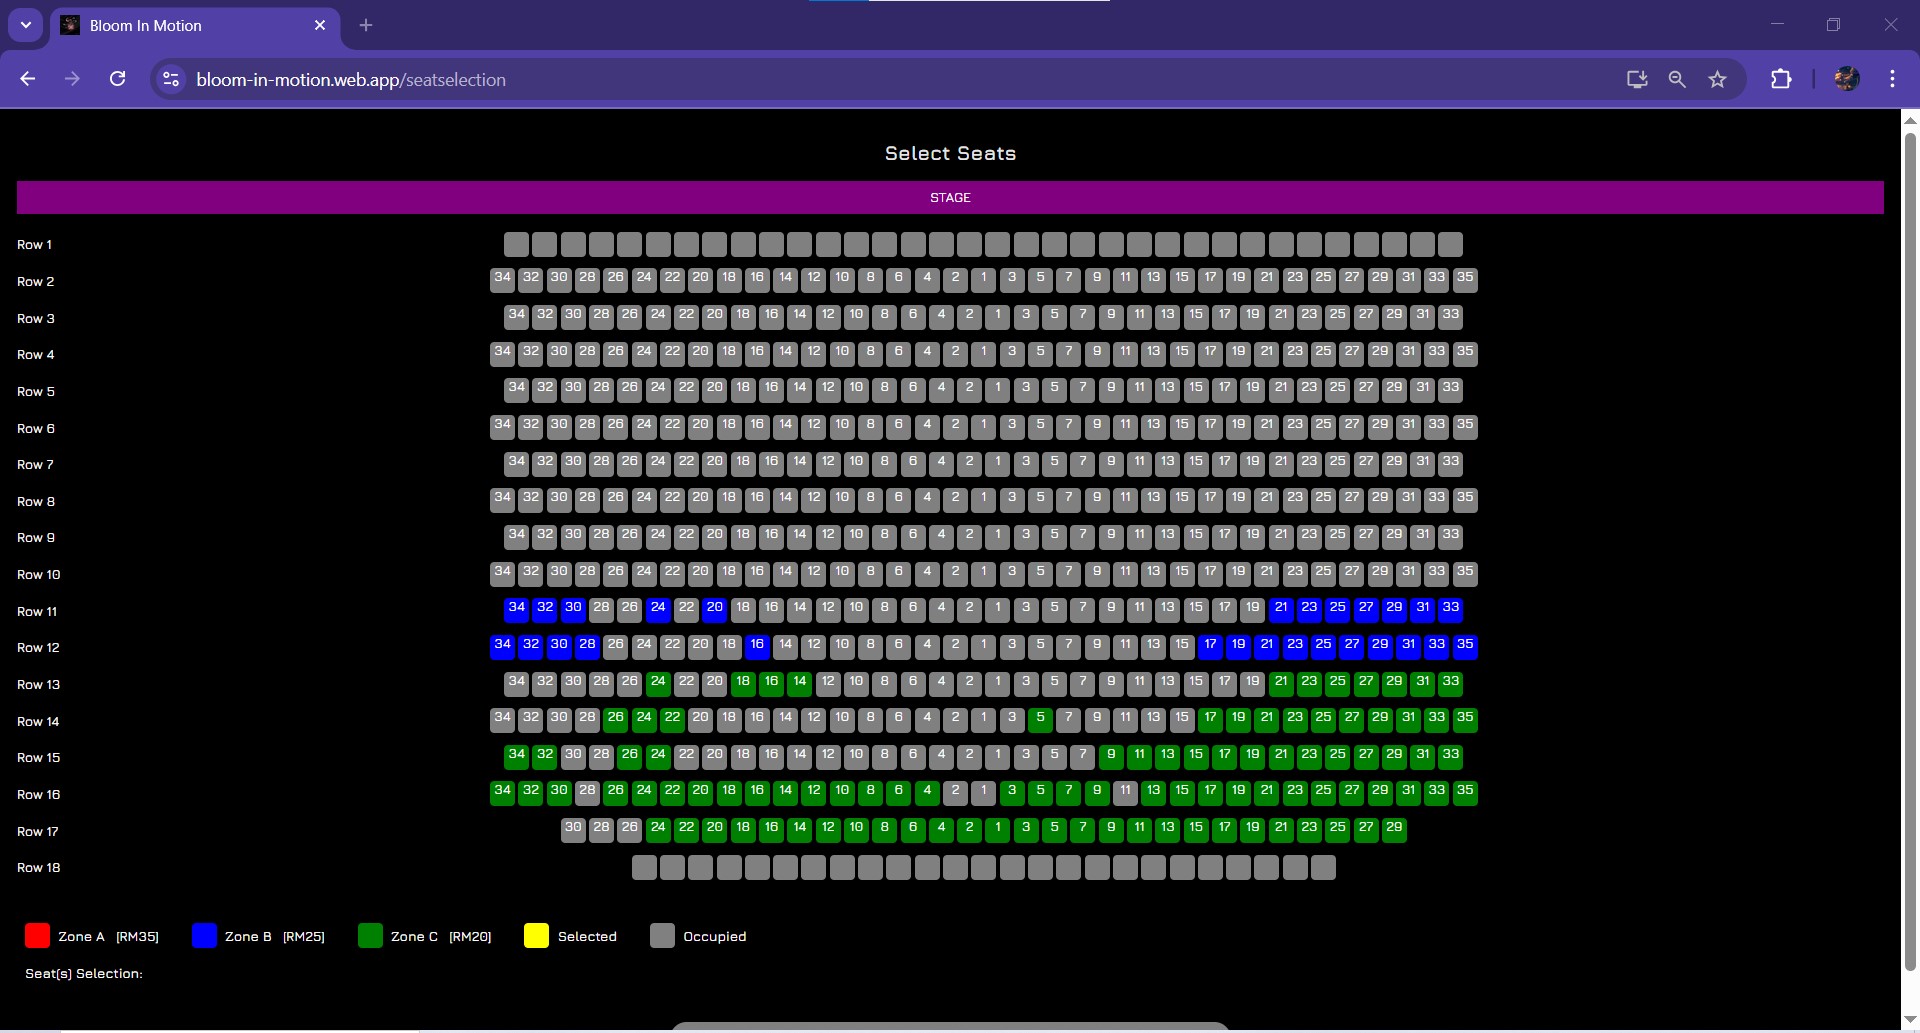 Bloom In Motion
bloom-in-motion.web.app/seatselection
Select Seats
STAGE
Row 1
Row 2 34 32 30 28 26 24 22 20 18 16 14 12 10 8 6 4 2 1 3 5 7 9 11 13 15 17 19 21 23 25 27 29 31 33 35
Row 3 34 32 30 28 26 24 22 20 18 16 14 12 10 8 6 4 2 1 3 5 7 9 11 13 15 17 19 21 23 25 27 29 31 33
Row 4 34 32 30 28 26 24 22 20 18 16 14 12 10 8 6 4 2 1 3 5 7 9 11 13 15 17 19 21 23 25 27 29 31 33 35
Row 5 34 32 30 28 26 24 22 20 18 16 14 12 10 8 6 4 2 1 3 5 7 9 11 13 15 17 19 21 23 25 27 29 31 33
Row 6 34 32 30 28 26 24 22 20 18 16 14 12 10 8 6 4 2 1 3 5 7 9 11 13 15 17 19 21 23 25 27 29 31 33 35
Row 7 34 32 30 28 26 24 22 20 18 16 14 12 10 8 6 4 2 1 3 5 7 9 11 13 15 17 19 21 23 25 27 29 31 33
Row 8 34 32 30 28 26 24 22 20 18 16 14 12 10 8 6 4 2 1 3 5 7 9 11 13 15 17 19 21 23 25 27 29 31 33 35
Row 9 34 32 30 28 26 24 22 20 18 16 14 12 10 8 6 4 2 1 3 5 7 9 11 13 15 17 19 21 23 25 27 29 31 33
Row 10 34 32 30 28 26 24 22 20 18 16 14 12 10 8 6 4 2 1 3 5 7 9 11 13 15 17 19 21 23 25 27 29 31 33 35
Row 11 34 32 30 28 26 24 22 20 18 16 14 12 10 8 6 4 2 1 3 5 7 9 11 13 15 17 19 21 23 25 27 29 31 33
Row 12 34 32 30 28 26 24 22 20 18 16 14 12 10 8 6 4 2 1 3 5 7 9 11 13 15 17 19 21 23 25 27 29 31 33 35
Row 13 34 32 30 28 26 24 22 20 18 16 14 12 10 8 6 4 2 1 3 5 7 9 11 13 15 17 19 21 23 25 27 29 31 33
Row 14 34 32 30 28 26 24 22 20 18 16 14 12 10 8 6 4 2 1 3 5 7 9 11 13 15 17 19 21 23 25 27 29 31 33 35
Row 15 34 32 30 28 26 24 22 20 18 16 14 12 10 8 6 4 2 1 3 5 7 9 11 13 15 17 19 21 23 25 27 29 31 33
Row 16 34 32 30 28 26 24 22 20 18 16 14 12 10 8 6 4 2 1 3 5 7 9 11 13 15 17 19 21 23 25 27 29 31 33 35
Row 17 30 28 26 24 22 20 18 16 14 12 10 8 6 4 2 1 3 5 7 9 11 13 15 17 19 21 23 25 27 29
Row 18
Zone A [RM35] Zone B [RM25] Zone C [RM20] Selected Occupied
Seat(s) Selection: